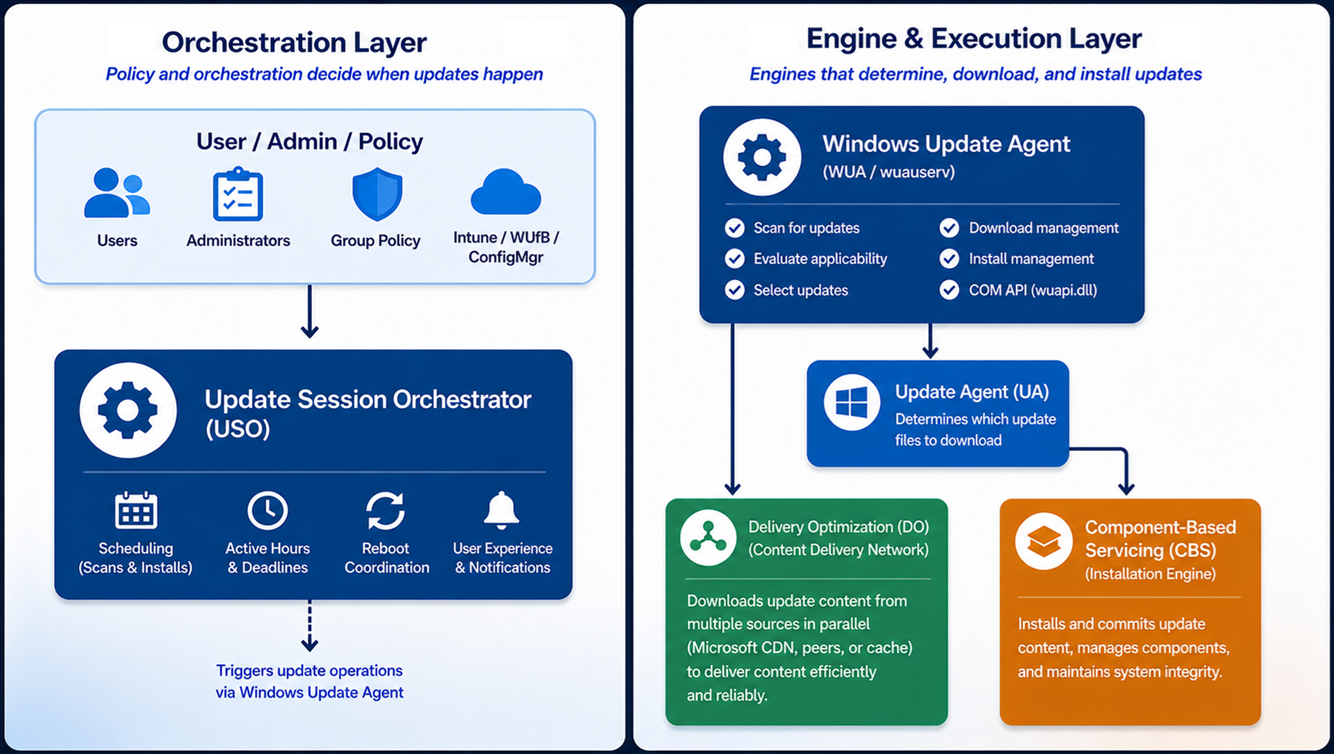 Orchestration Layer
Policy and orchestration decide when updates happen
User / Admin / Policy
Users
Administrators
Group Policy
Intune / WUfB /
ConfigMgr
Update Session Orchestrator
(USO)
Scheduling
(Scans & Installs)
Active Hours
& Deadlines
Reboot
Coordination
User Experience
& Notifications
Triggers update operations
via Windows Update Agent
Engine & Execution Layer
Engines that determine, download, and install updates
Windows Update Agent
(WUA / wuauserv)
Scan for updates
Evaluate applicability
Select updates
Download management
Install management
COM API (wuapi.dll)
Update Agent (UA)
Determines which update
files to download
Delivery Optimization (DO)
(Content Delivery Network)
Downloads update content from
multiple sources in parallel
(Microsoft CDN, peers, or cache)
to deliver content efficiently
and reliably.
Component-Based
Servicing (CBS)
(Installation Engine)
Installs and commits update
content, manages components,
and maintains system integrity.